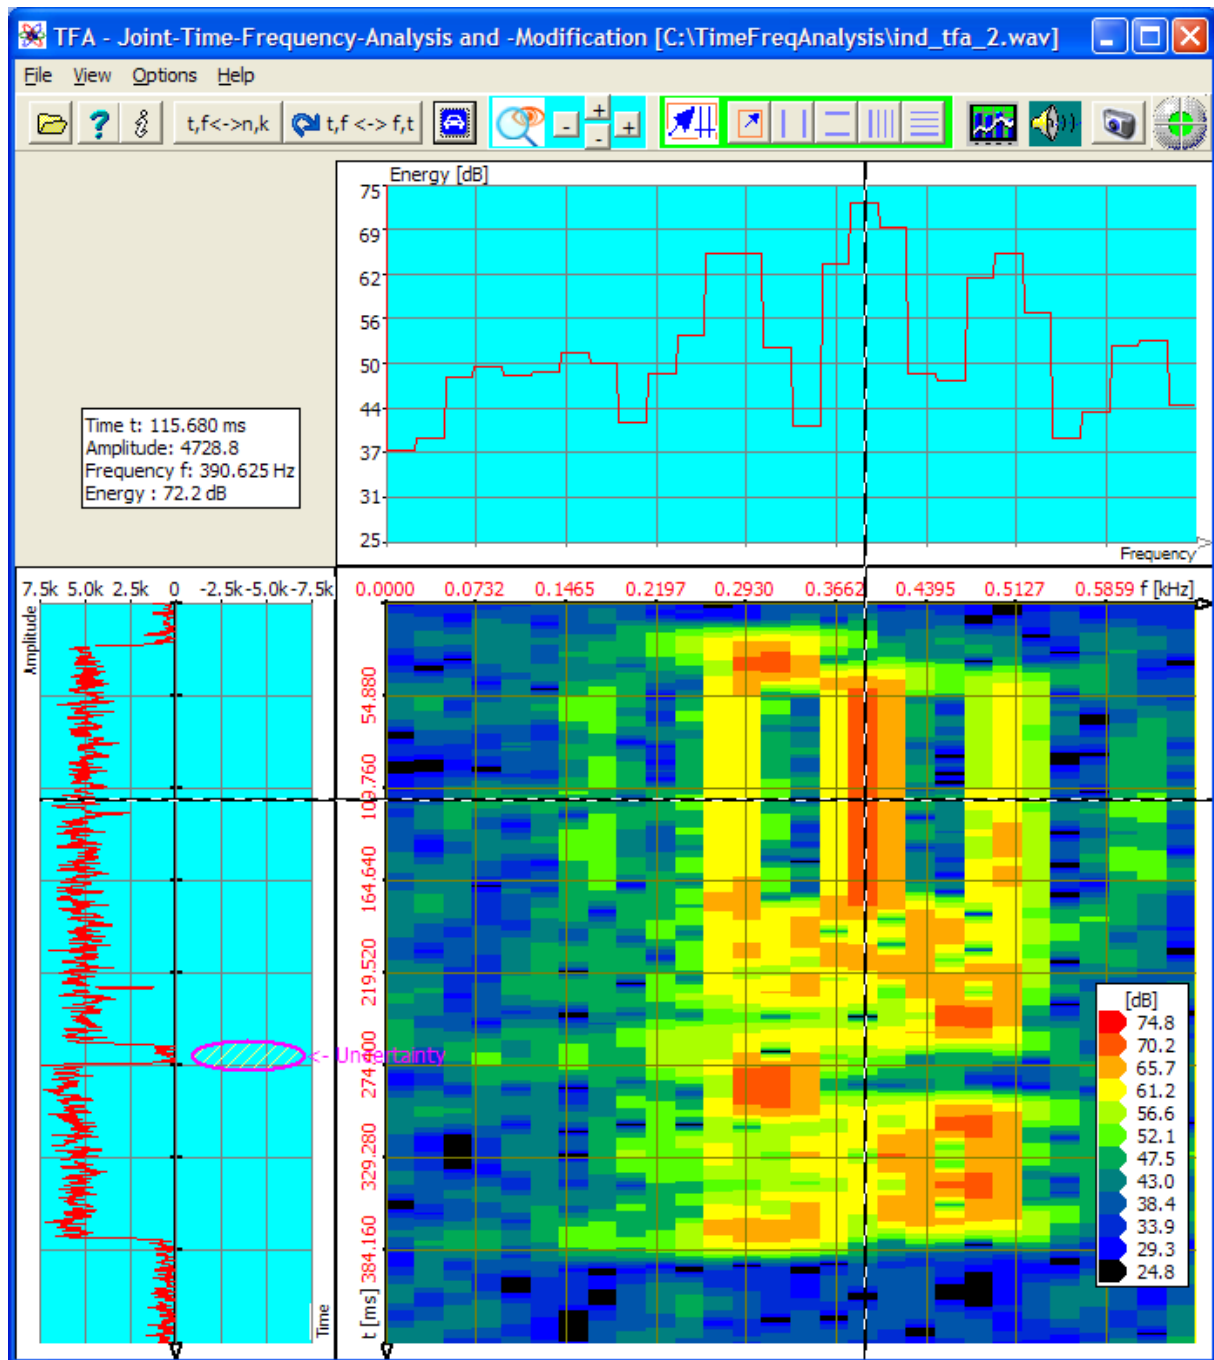 TFA - Joint-Time-Frequency-Analysis and -Modification [C:\TimeFreqAnalysis\ind_tfa_2.wav]
File View Options Help
t,f<->n,k t,f <-> f,t
- + - +
Energy [dB]
75
69
62
56
50
44
37
31
25
Frequency
Time t: 115.680 ms
Amplitude: 4728.8
Frequency f: 390.625 Hz
Energy : 72.2 dB
7.5k 5.0k 2.5k 0 -2.5k -5.0k -7.5k
Amplitude
Time
0.0000 0.0732 0.1465 0.2197 0.2930 0.3662 0.4395 0.5127 0.5859 f [kHz]
54.880
109.760
164.640
219.520
274.400
329.280
384.160
t [ms]
<- Uncertainty
[dB]
74.8
70.2
65.7
61.2
56.6
52.1
47.5
43.0
38.4
33.9
29.3
24.8